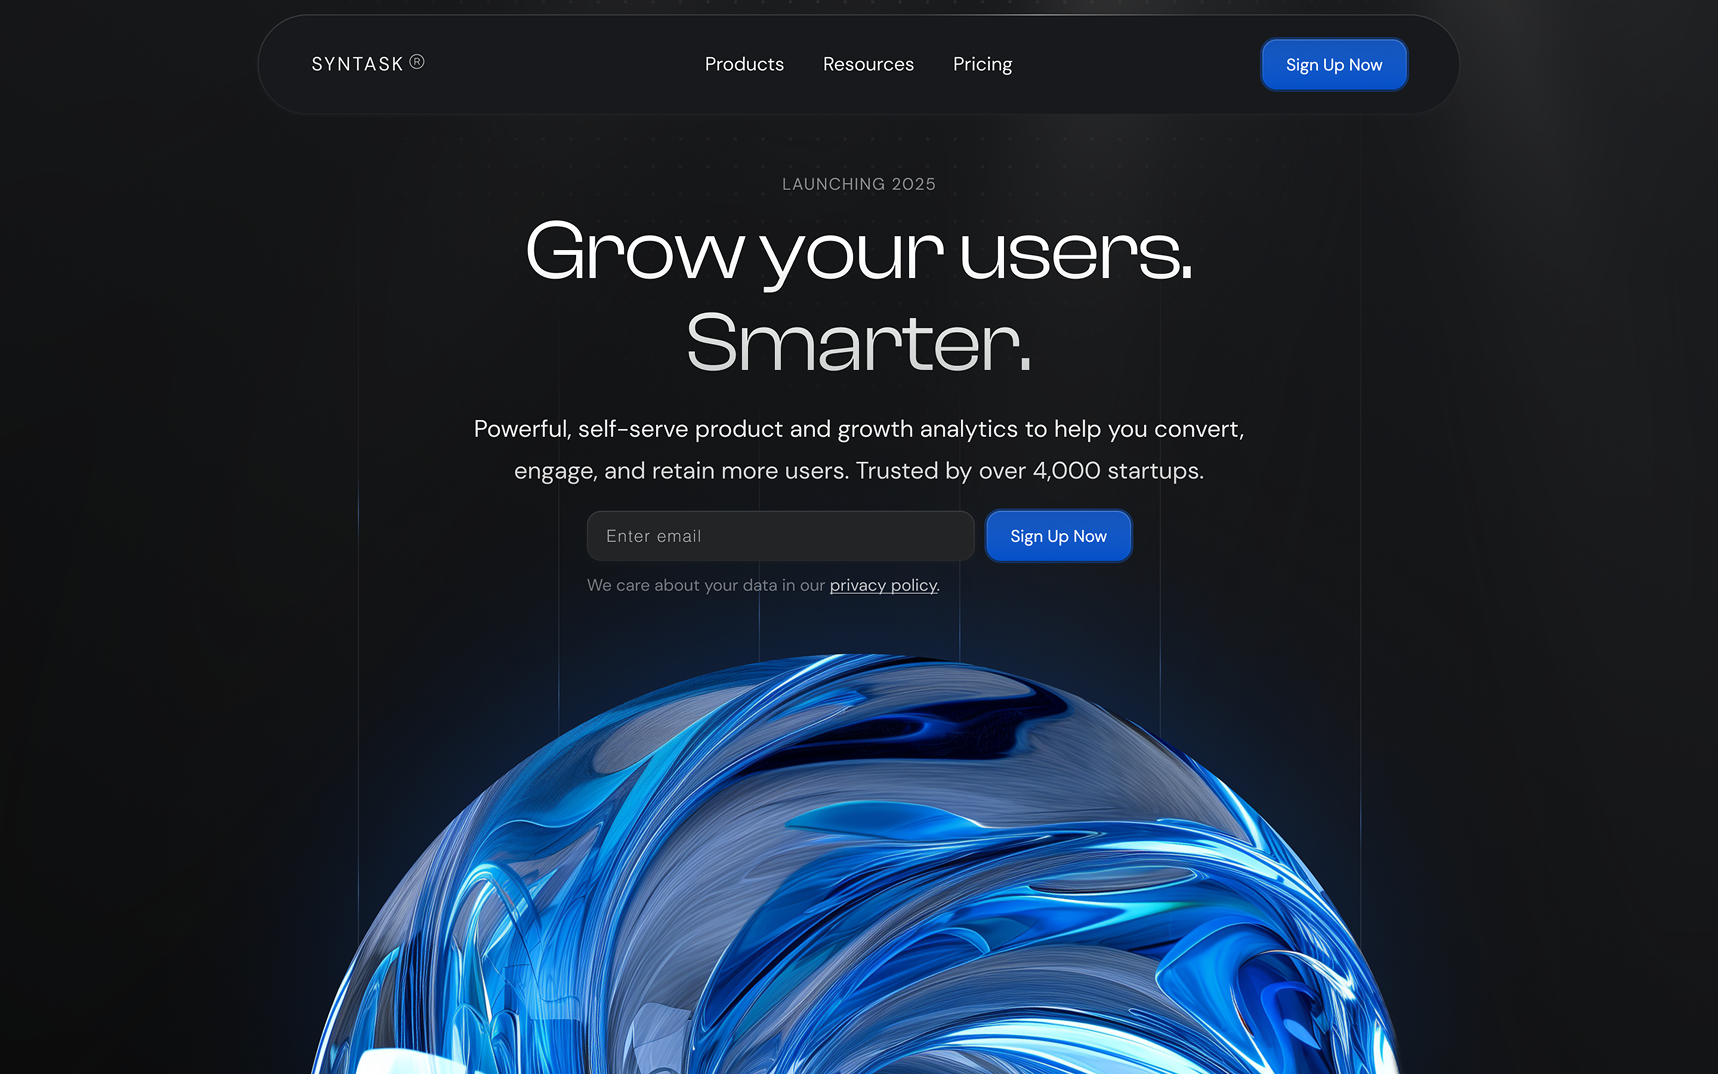 SYNTASK ®
Products
Resources
Pricing
Sign Up Now
LAUNCHING 2025
Grow your users.
Smarter.
Powerful, self-serve product and growth analytics to help you convert,
engage, and retain more users. Trusted by over 4,000 startups.
Enter email
Sign Up Now
We care about your data in our privacy policy.